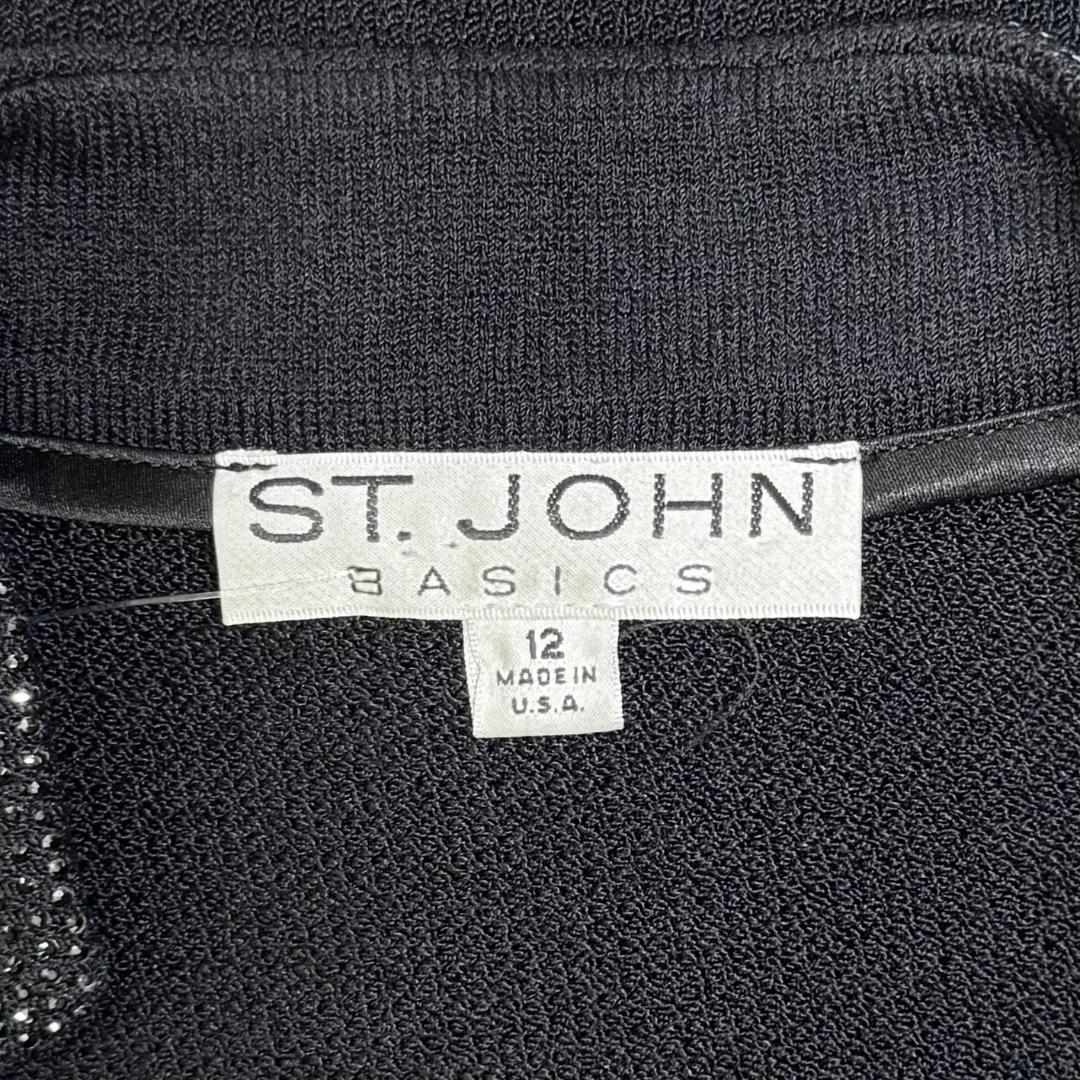 ST. JOHN
BASICS
12
MADE IN
U.S.A.